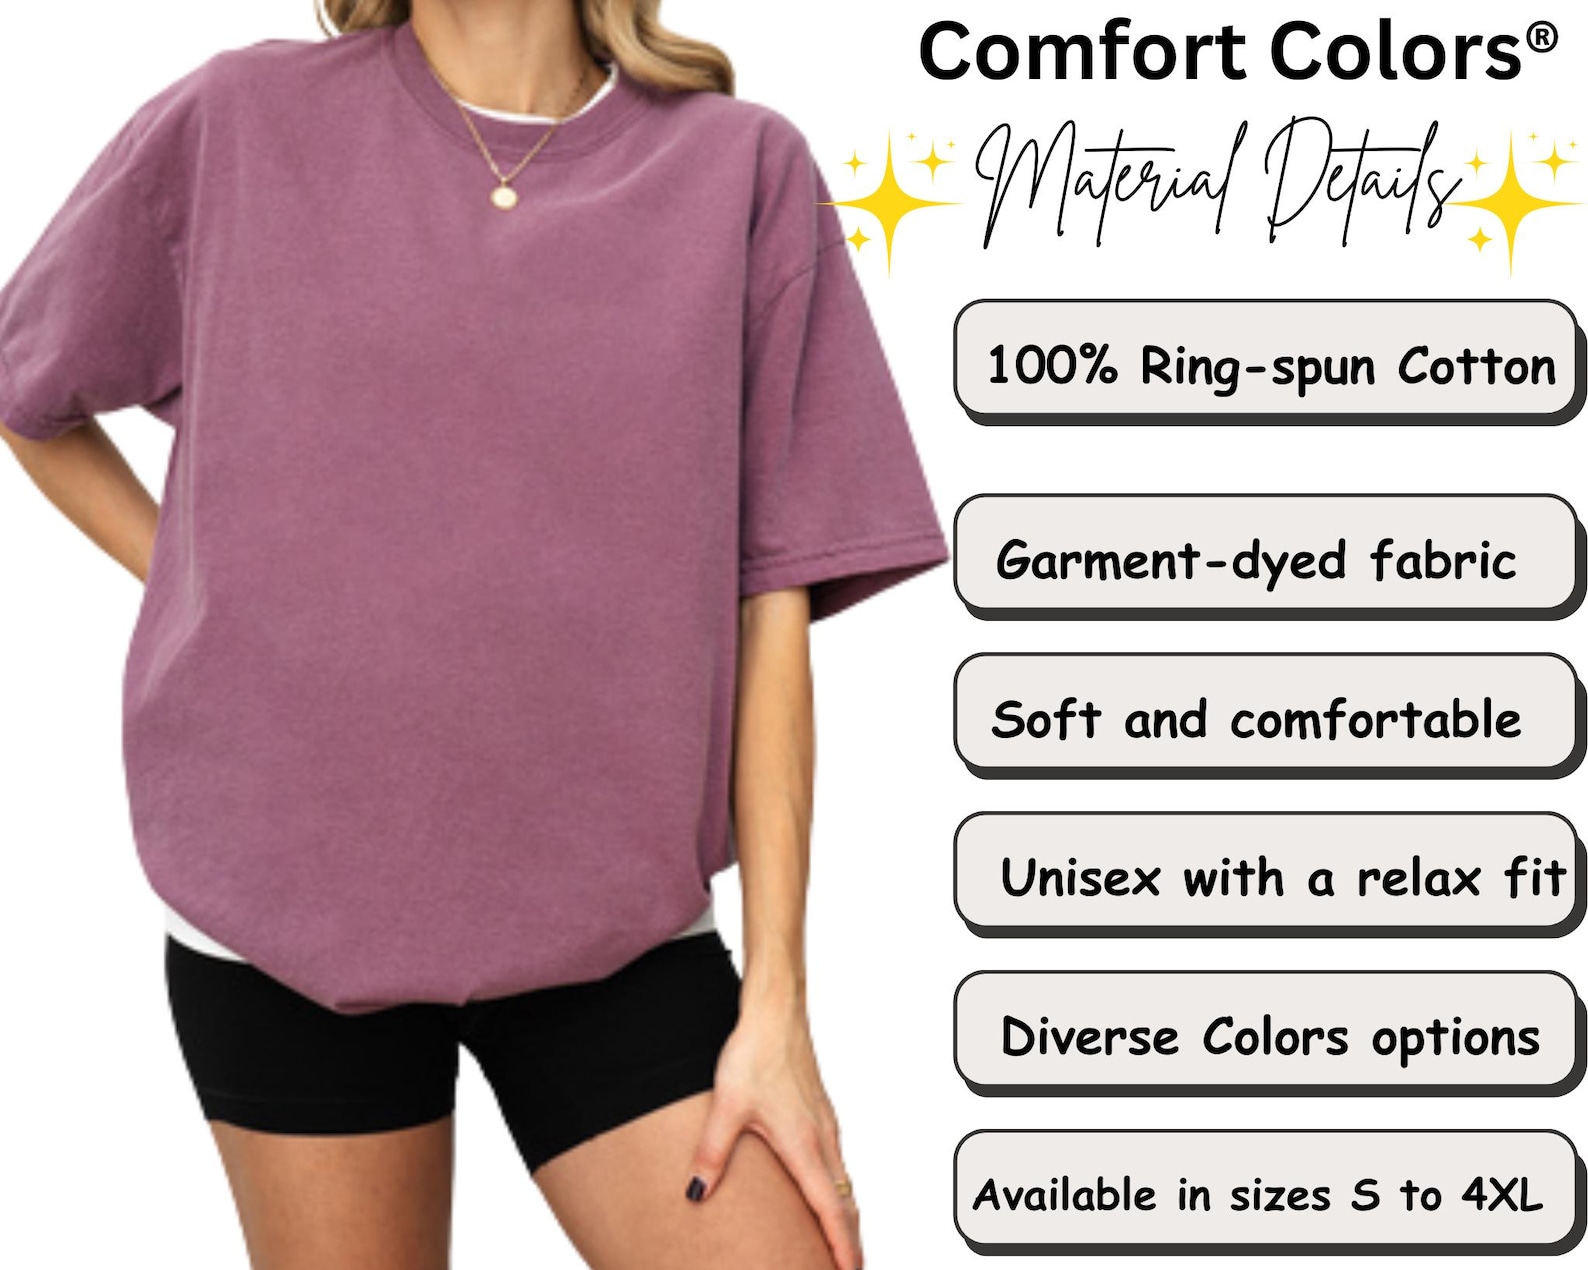 Comfort Colors®
Material Details
100% Ring-spun Cotton
Garment-dyed fabric
Soft and comfortable
Unisex with a relax fit
Diverse Colors options
Available in sizes S to 4XL